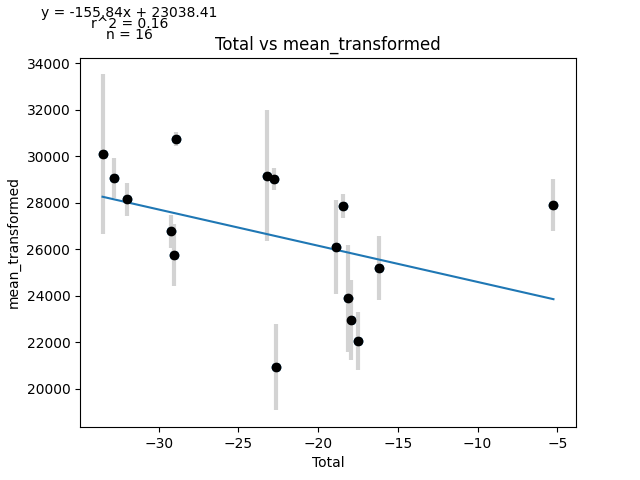 y = -155.84x + 23038.41
r^2 = 0.16
n = 16
Total vs mean_transformed
34000
32000
30000
28000
26000
24000
22000
20000
mean_transformed
−30
−25
−20
−15
−10
−5
Total